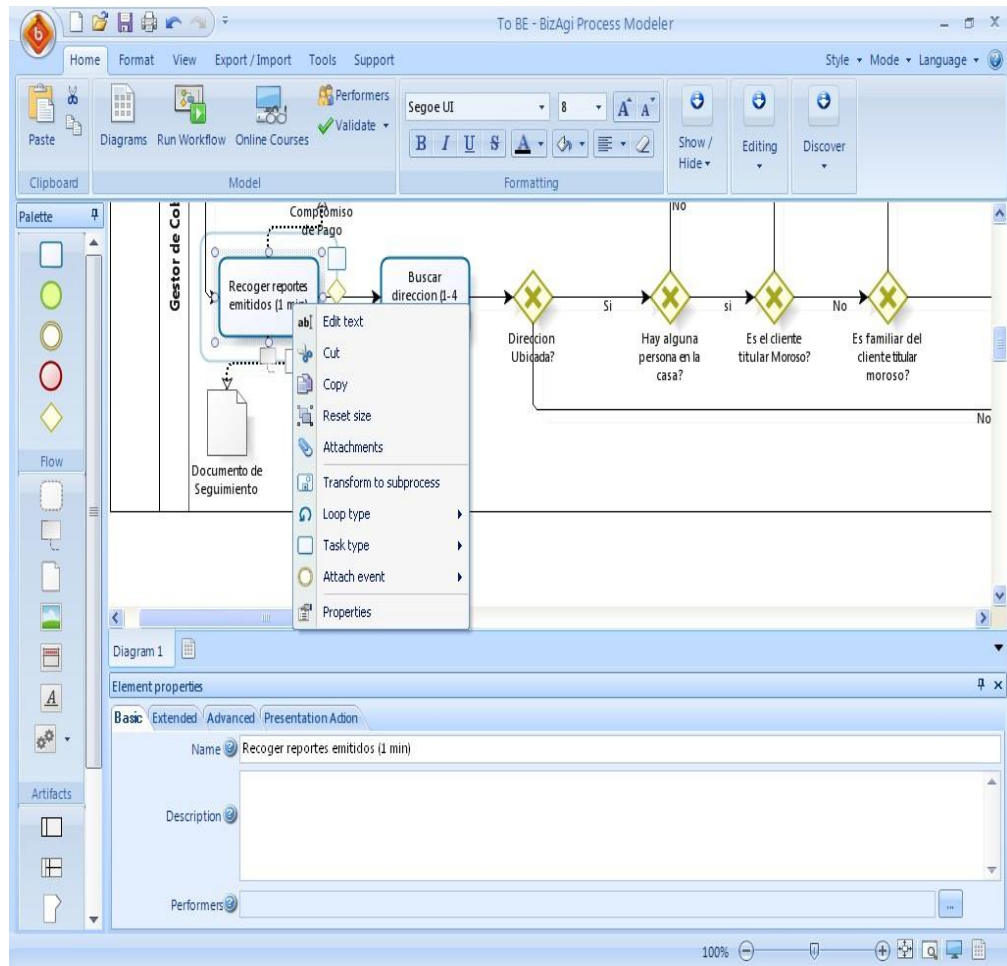 To BE - BizAgi Process Modeler
Home Format View Export / Import Tools Support
Style Mode Language
Paste
Diagrams Run Workflow Online Courses
Performers
Validate
Segoe UI 8 A A
B I U S A
Show / Hide
Editing
Discover
Clipboard
Model
Formatting
Palette
Flow
Artifacts
Gestor de Cob
Compromiso
de Pago
Recoger reportes
emitidos (1 min)
Buscar
direccion (1-4
Direccion
Ubicada?
Si
No
Hay alguna
persona en la
casa?
si
Es el cliente
titular Moroso?
No
Es familiar del
cliente titular
moroso?
No
Documento de
Seguimiento
ab Edit text
Cut
Copy
Reset size
Attachments
Transform to subprocess
Loop type
Task type
Attach event
Properties
Diagram 1
Element properties
Basic Extended Advanced Presentation Action
Name Recoger reportes emitidos (1 min)
Description
Performers ...
100%